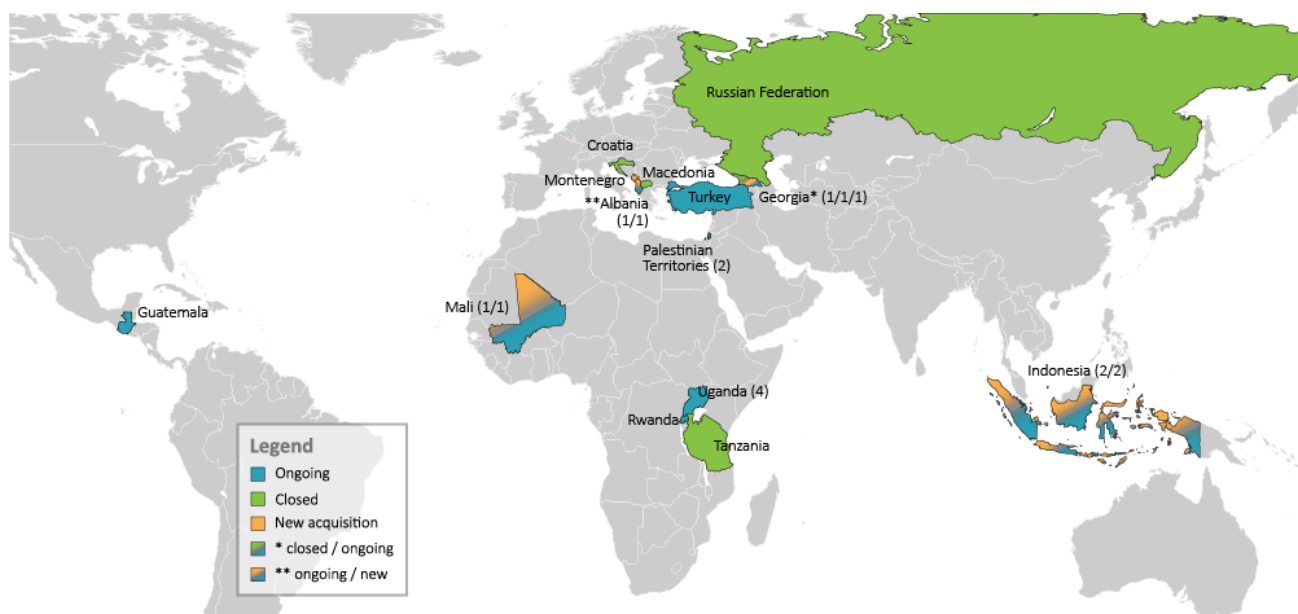 Russian Federation
Croatia
Macedonia
Montenegro
**Albania
(1/1)
Turkey
Georgia* (1/1/1)
Palestinian
Territories (2)
Mali (1/1)
Guatemala
Indonesia (2/2)
Uganda (4)
Rwanda
Tanzania
Legend
Ongoing
Closed
New acquisition
* closed / ongoing
** ongoing / new